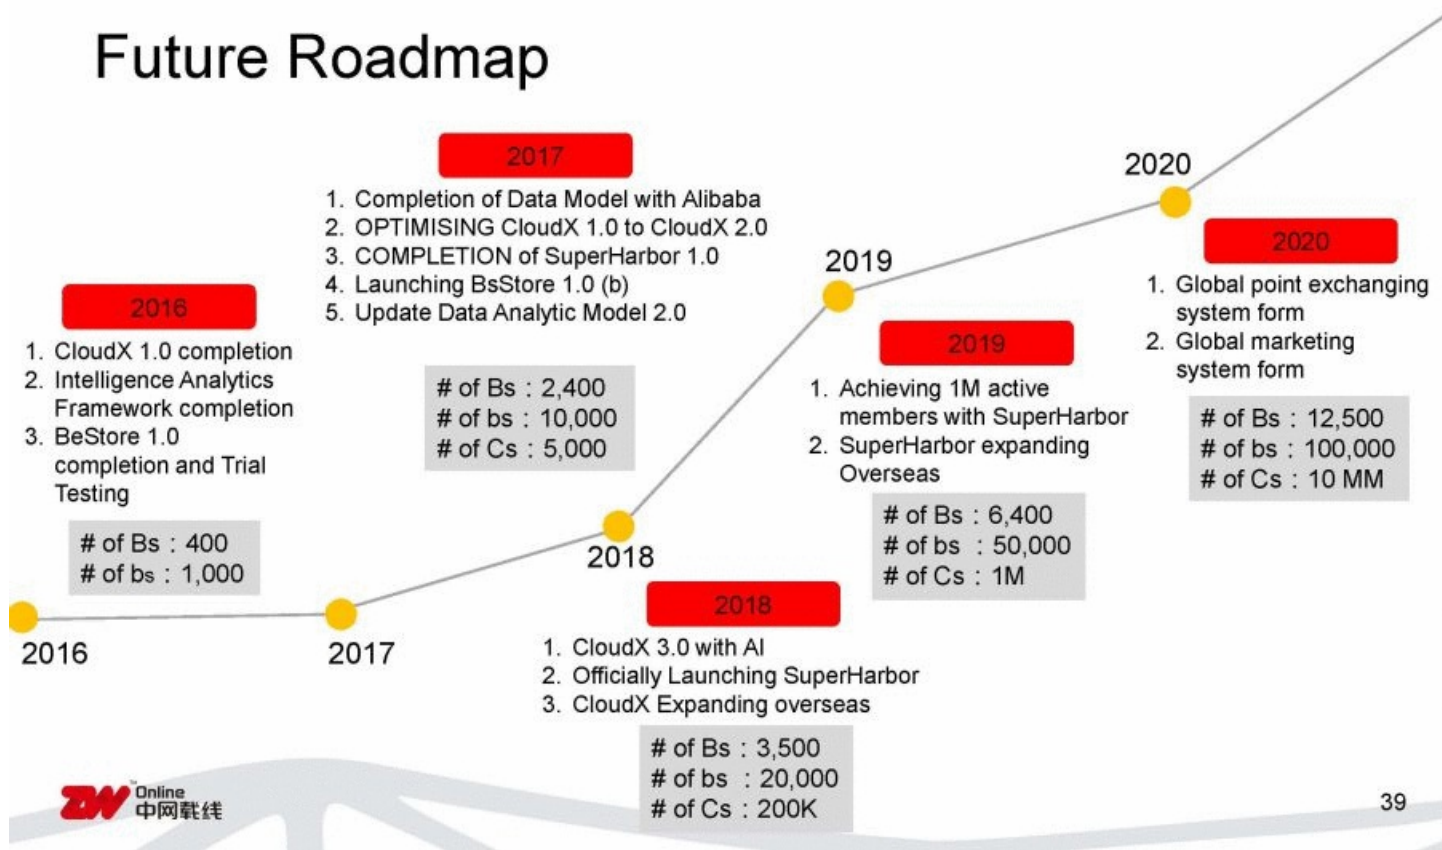 Future Roadmap
2016
1. CloudX 1.0 completion
2. Intelligence Analytics
Framework completion
3. BeStore 1.0
completion and Trial
Testing
# of Bs : 400
# of bs : 1,000
2016
2017
1. Completion of Data Model with Alibaba
2. OPTIMISING CloudX 1.0 to CloudX 2.0
3. COMPLETION of SuperHarbor 1.0
4. Launching BsStore 1.0 (b)
5. Update Data Analytic Model 2.0
# of Bs : 2,400
# of bs : 10,000
# of Cs : 5,000
2017
2018
2018
1. CloudX 3.0 with AI
2. Officially Launching SuperHarbor
3. CloudX Expanding overseas
# of Bs : 3,500
# of bs : 20,000
# of Cs : 200K
2019
2019
1. Achieving 1M active
members with SuperHarbor
2. SuperHarbor expanding
Overseas
# of Bs : 6,400
# of bs : 50,000
# of Cs : 1M
2020
2020
1. Global point exchanging
system form
2. Global marketing
system form
# of Bs : 12,500
# of bs : 100,000
# of Cs : 10 MM
ZW Online
中网载线
39